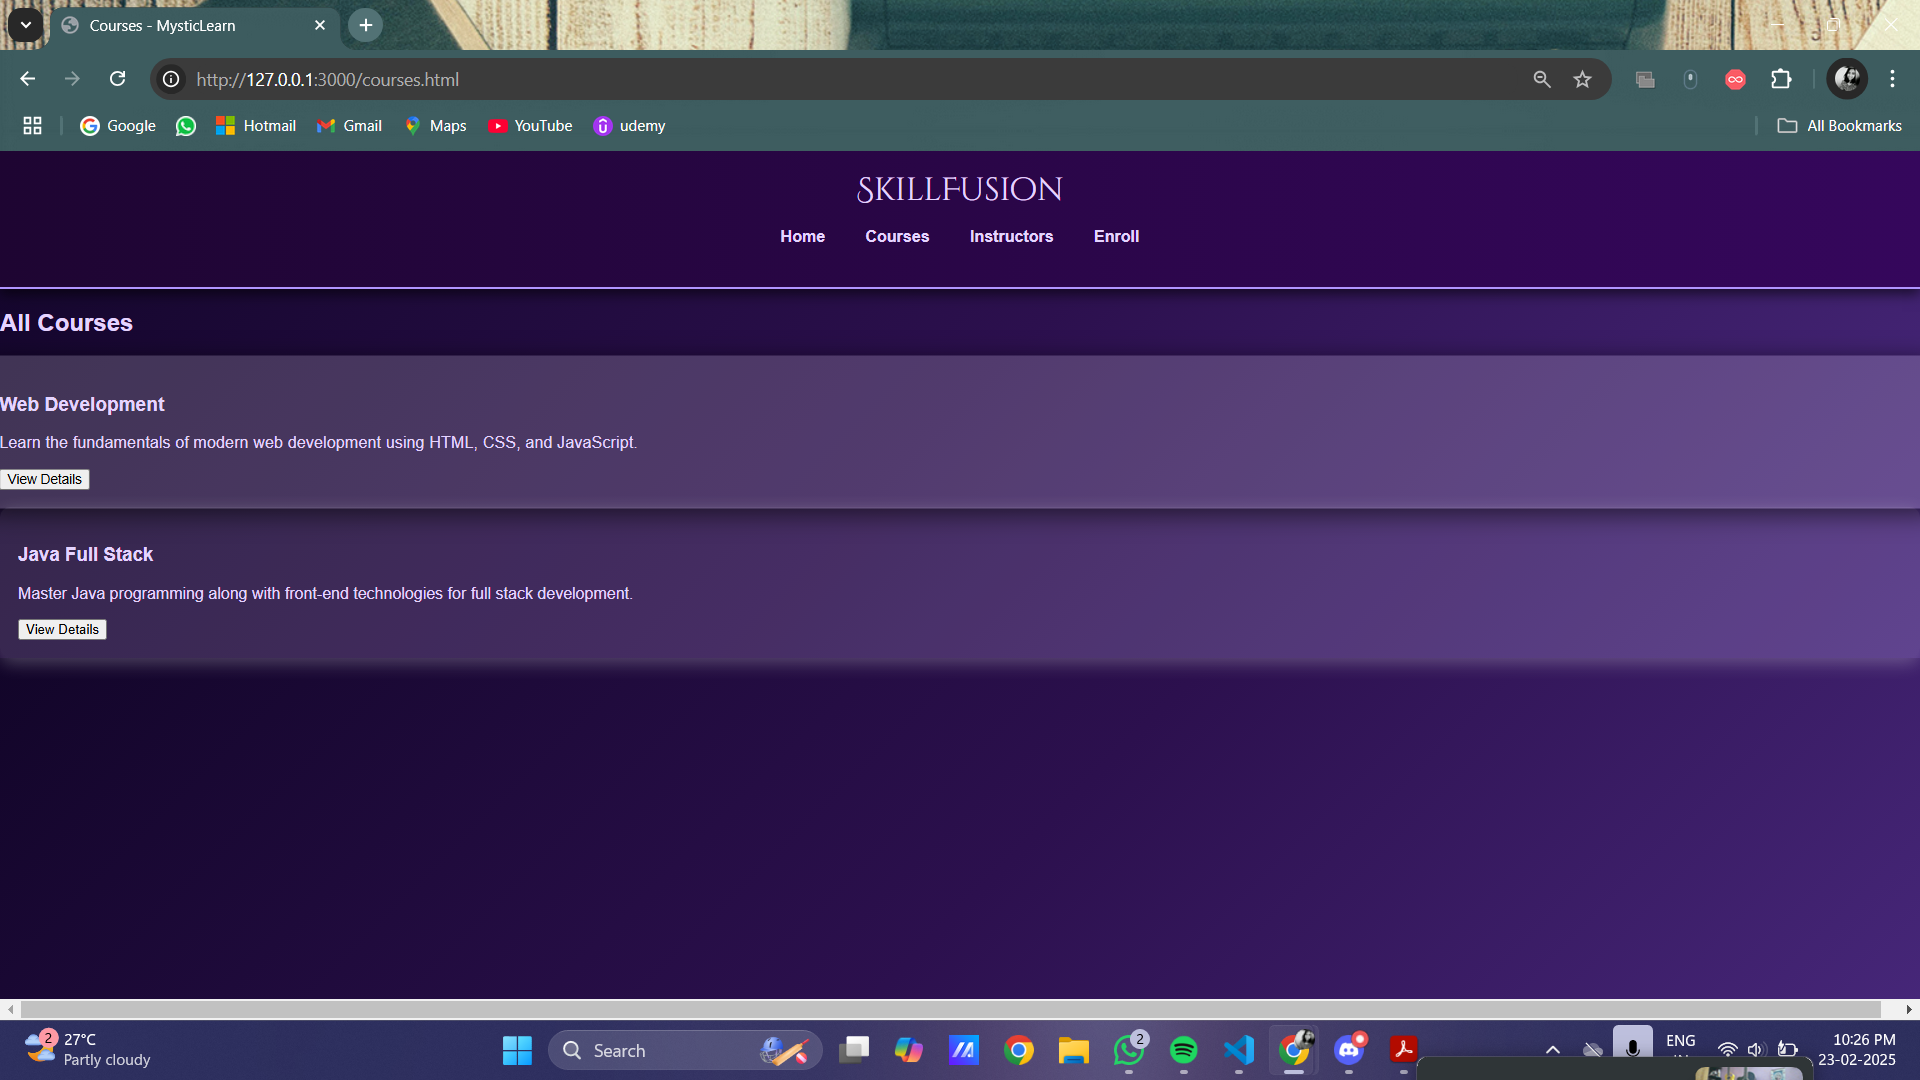 Courses - MysticLearn
http://127.0.0.1:3000/courses.html
Google
Hotmail
Gmail
Maps
YouTube
udemy
All Bookmarks
SkillFusion
Home
Courses
Instructors
Enroll
All Courses
Web Development
Learn the fundamentals of modern web development using HTML, CSS, and JavaScript.
View Details
Java Full Stack
Master Java programming along with front-end technologies for full stack development.
View Details
2
27°C
Partly cloudy
Search
2
ENG
10:26 PM
23-02-2025